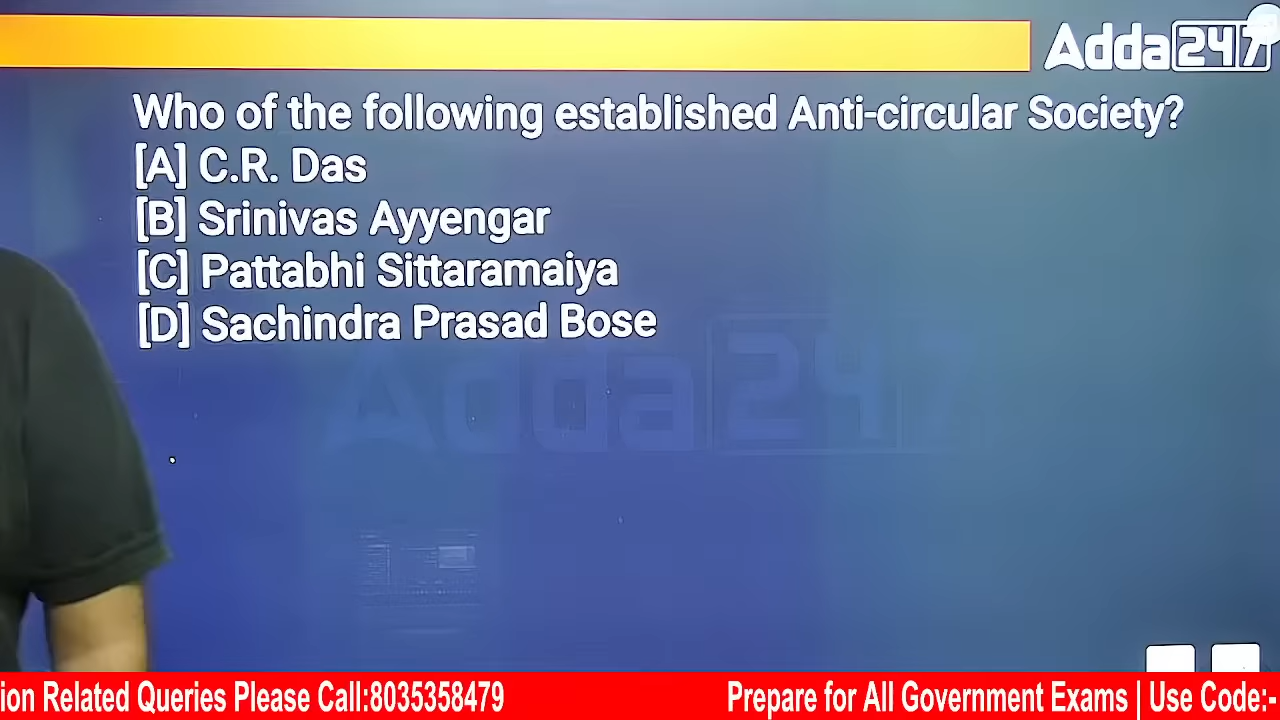 Adda247
Who of the following established Anti-circular Society?
[A] C.R. Das
[B] Srinivas Ayyengar
[C] Pattabhi Sittaramaiya
[D] Sachindra Prasad Bose
Adda247
ion Related Queries Please Call:8035358479 Prepare for All Government Exams | Use Code:-